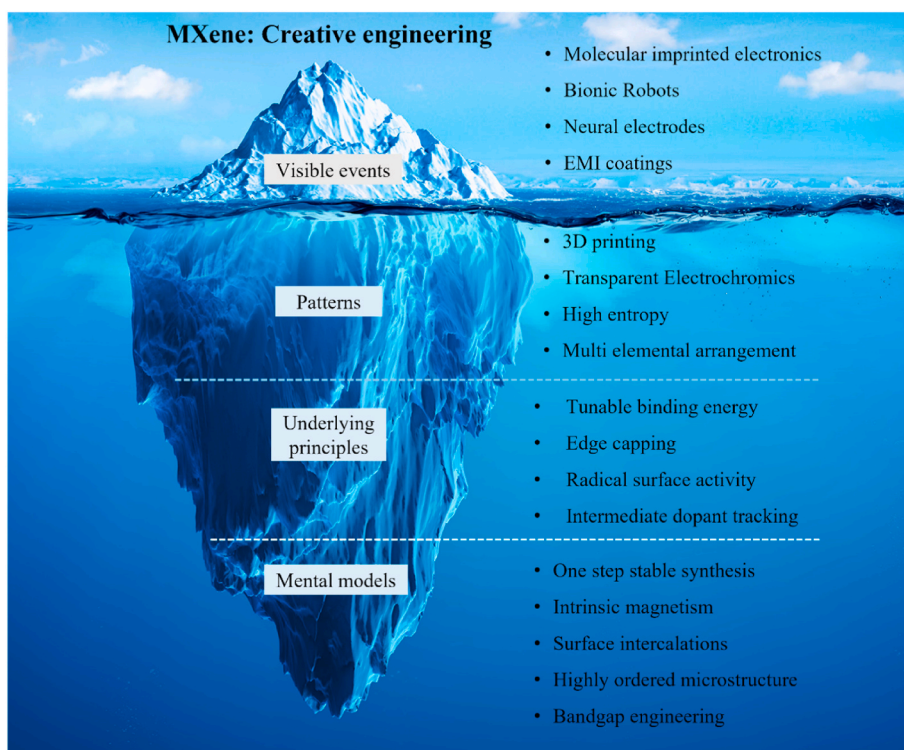 MXene: Creative engineering
• Molecular imprinted electronics
• Bionic Robots
• Neural electrodes
• EMI coatings
Visible events
• 3D printing
• Transparent Electrochromics
• High entropy
• Multi elemental arrangement
Patterns
• Tunable binding energy
• Edge capping
• Radical surface activity
• Intermediate dopant tracking
Underlying
principles
• One step stable synthesis
• Intrinsic magnetism
• Surface intercalations
• Highly ordered microstructure
• Bandgap engineering
Mental models